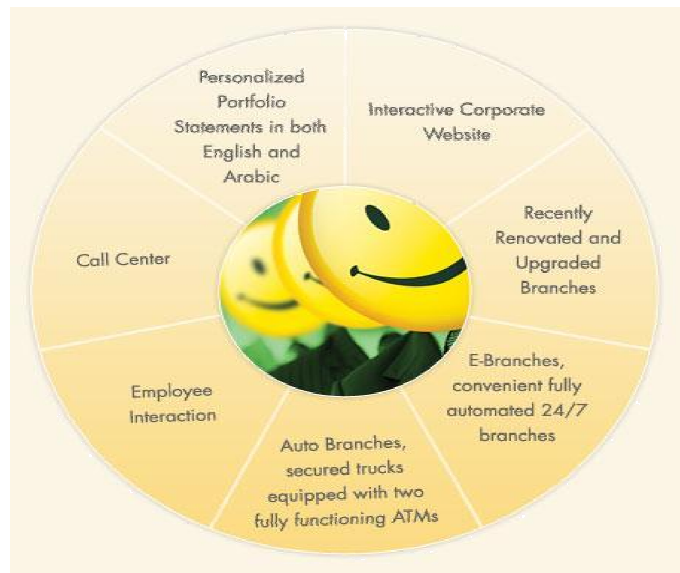 Personalized
Portfolio
Statements in both
English and
Arabic
Interactive Corporate
Website
Recently
Renovated and
Upgraded
Branches
E-Branches,
convenient fully
automated 24/7
branches
Auto Branches,
secured trucks
equipped with two
fully functioning ATMs
Employee
Interaction
Call Center